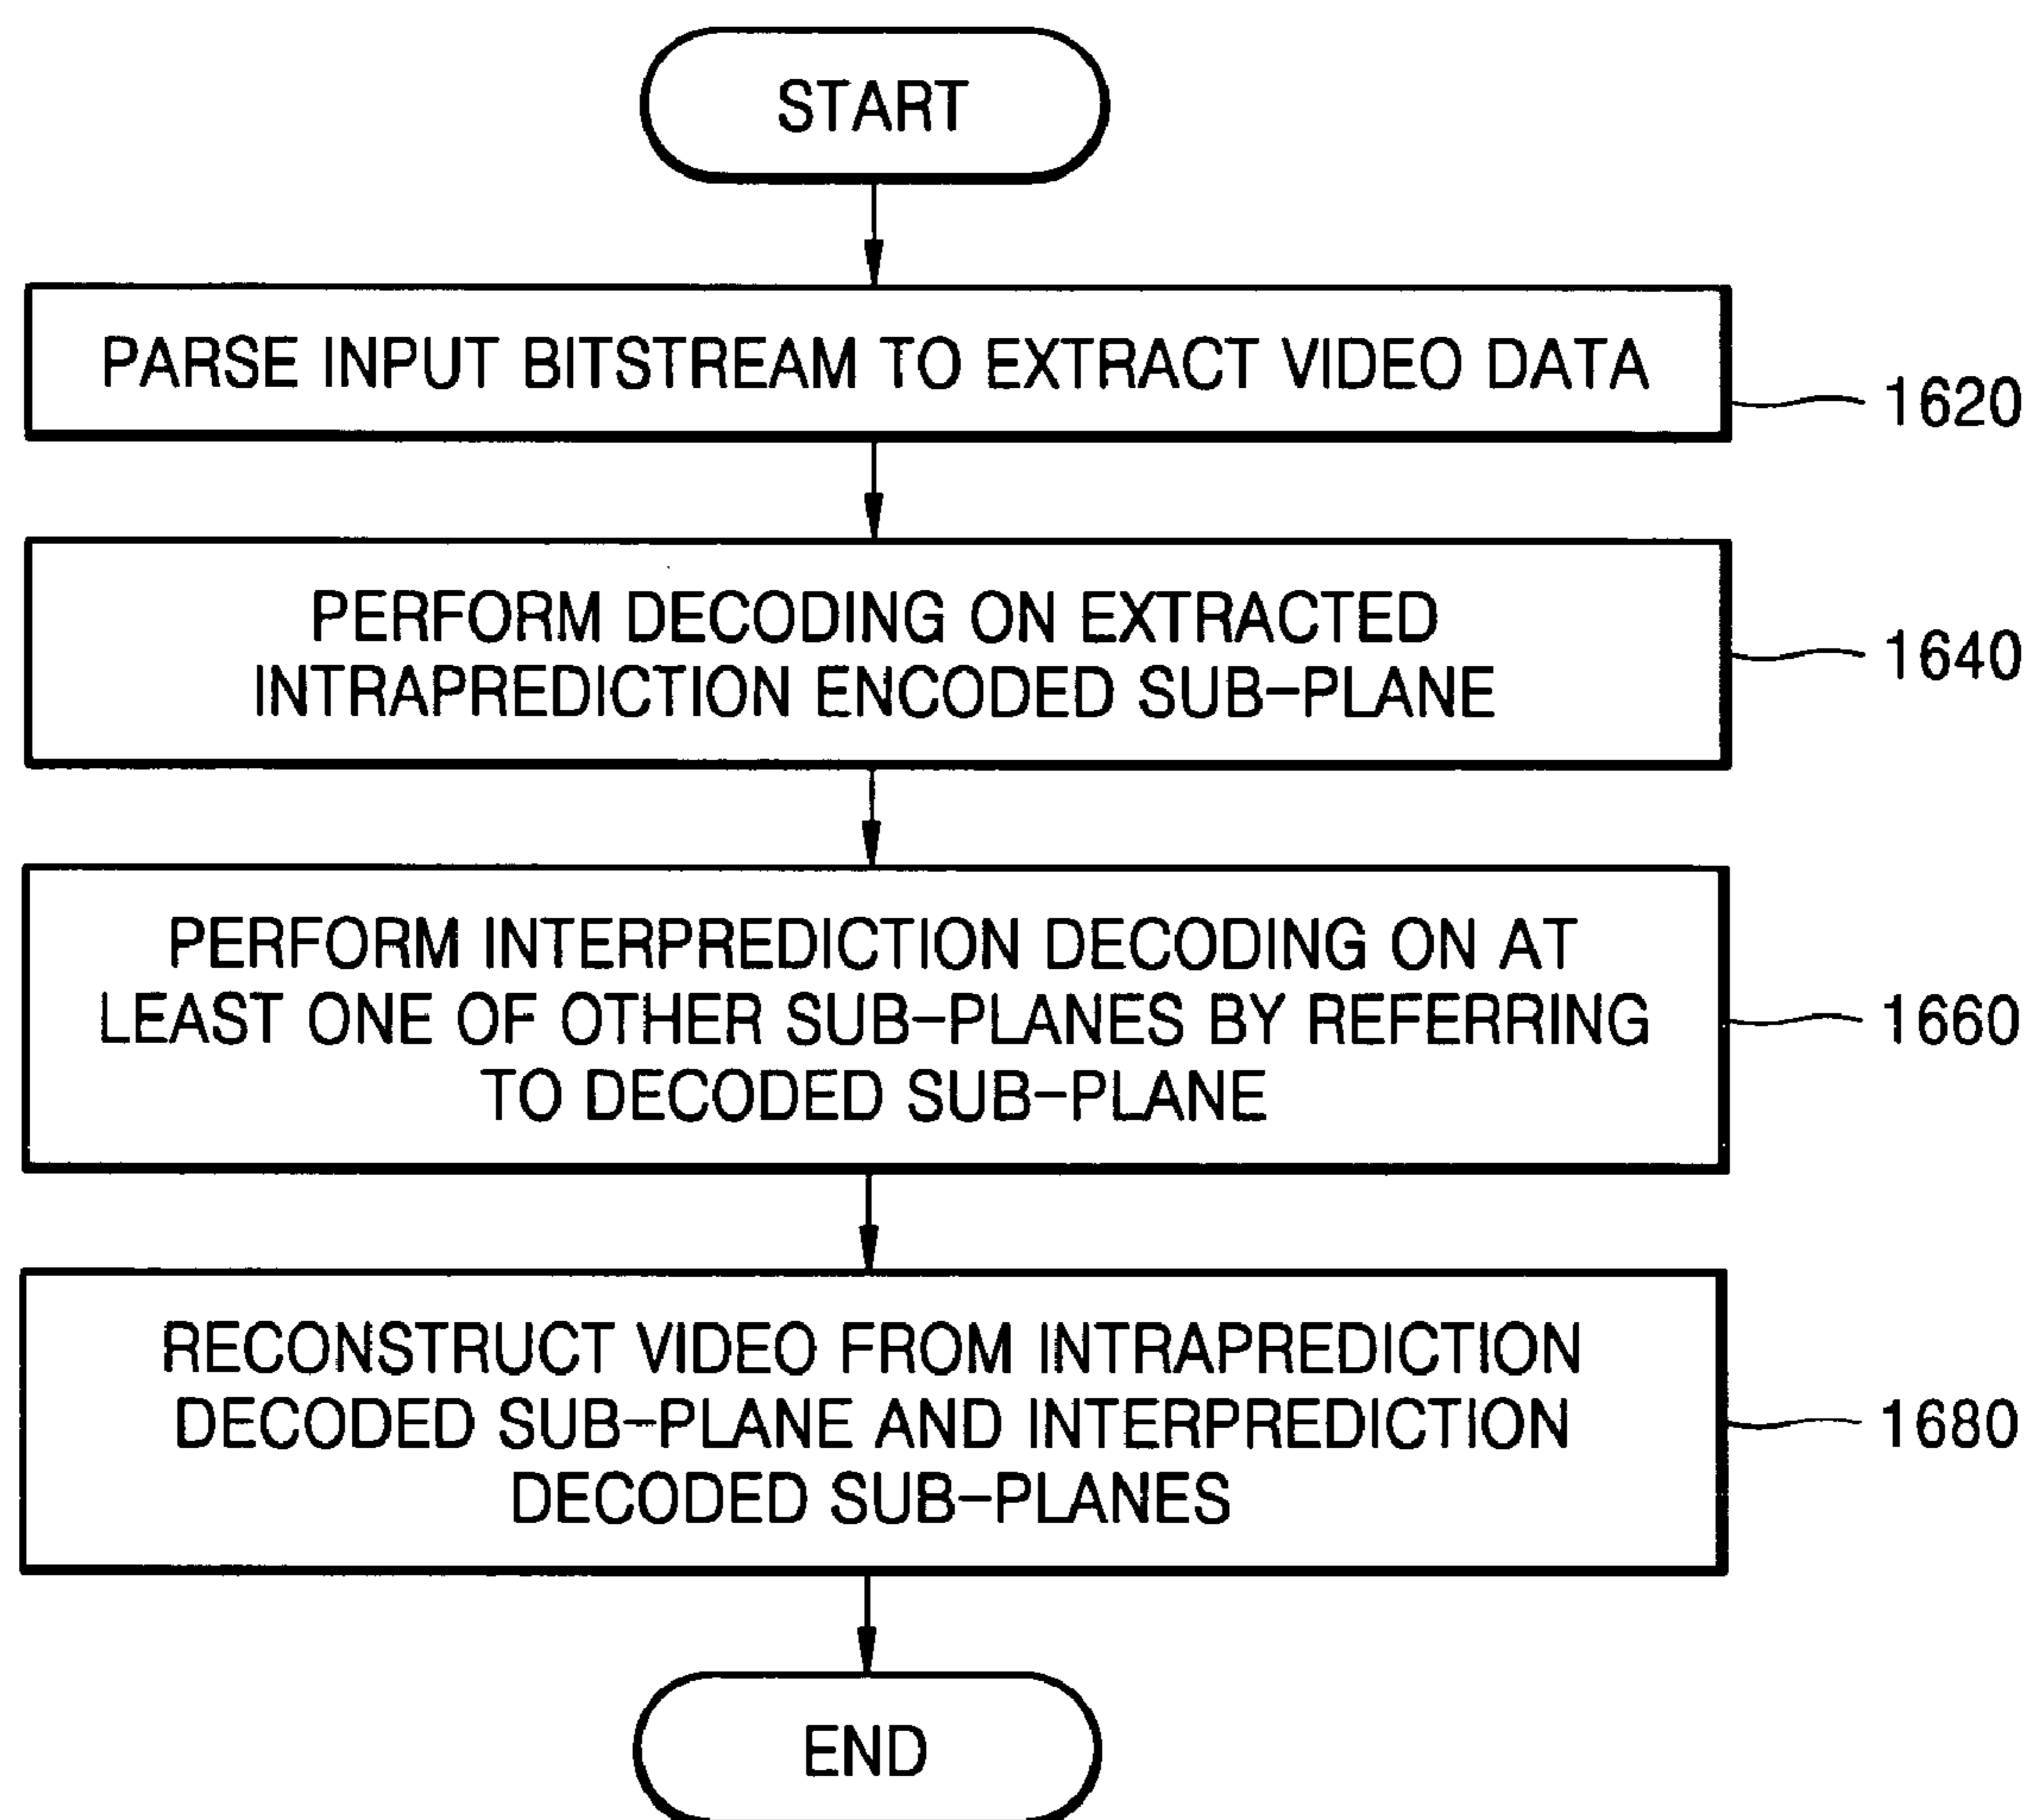 START
PARSE INPUT BITSTREAM TO EXTRACT VIDEO DATA
1620
PERFORM DECODING ON EXTRACTED
INTRAPREDICTION ENCODED SUB-PLANE
1640
PERFORM INTERPREDICTION DECODING ON AT
LEAST ONE OF OTHER SUB-PLANES BY REFERRING
TO DECODED SUB-PLANE
1660
RECONSTRUCT VIDEO FROM INTRAPREDICTION
DECODED SUB-PLANE AND INTERPREDICTION
DECODED SUB-PLANES
1680
END